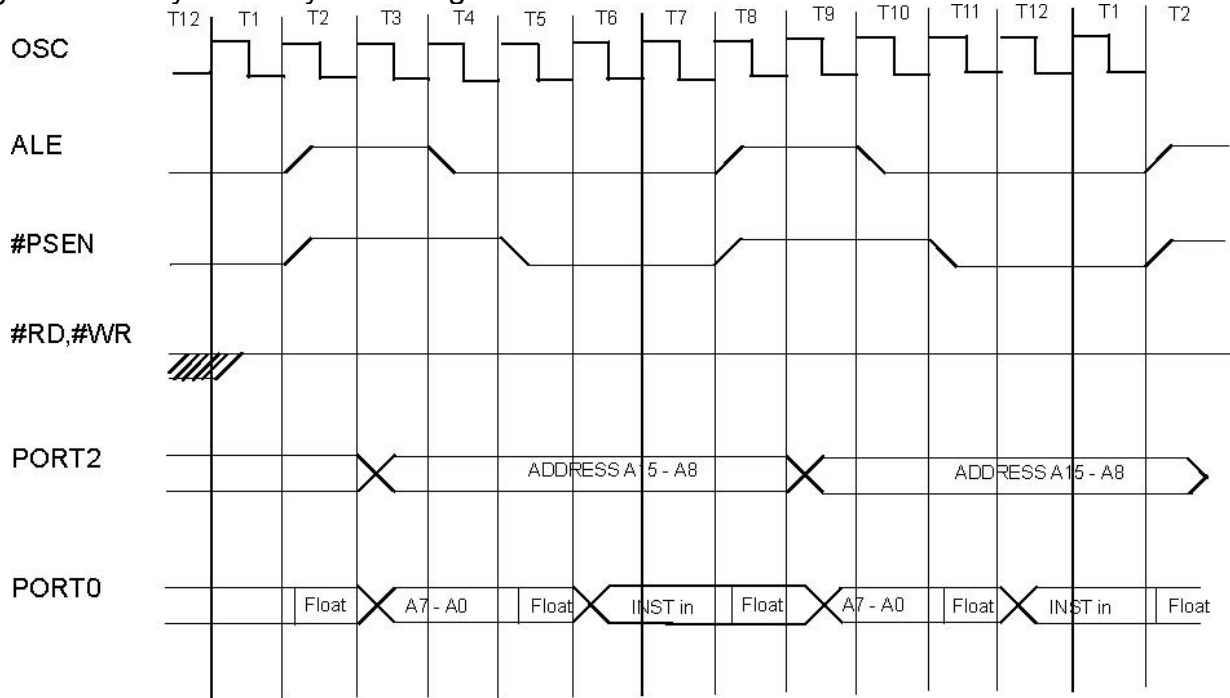 T12 T1 T2 T3 T4 T5 T6 T7 T8 T9 T10 T11 T12 T1 T2
OSC
ALE
#PSEN
#RD,#WR
PORT2 ADDRESS A15 - A8 ADDRESS A15 - A8
PORT0 Float A7 - A0 Float INST in Float A7 - A0 Float INST in Float